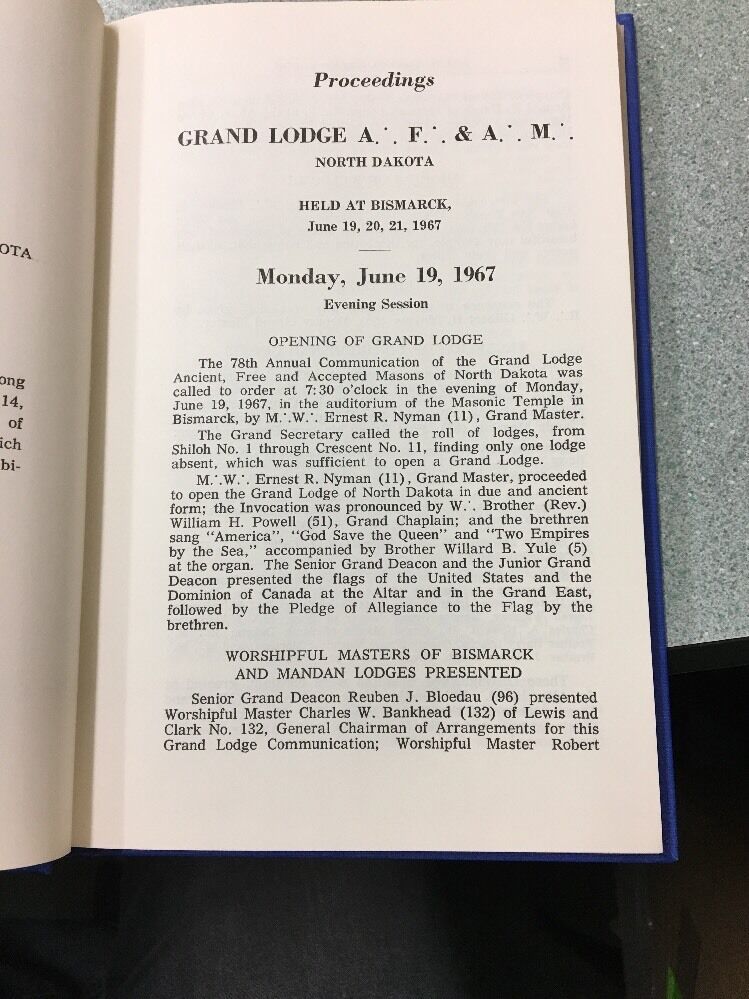 OTA
ong
14,
of
ich
bi-
Proceedings
GRAND LODGE A.∴ F.∴ & A.∴ M.∴
NORTH DAKOTA
HELD AT BISMARCK,
June 19, 20, 21, 1967
Monday, June 19, 1967
Evening Session
OPENING OF GRAND LODGE
The 78th Annual Communication of the Grand Lodge
Ancient, Free and Accepted Masons of North Dakota was
called to order at 7:30 o'clock in the evening of Monday,
June 19, 1967, in the auditorium of the Masonic Temple in
Bismarck, by M∴W∴ Ernest R. Nyman (11), Grand Master.
The Grand Secretary called the roll of lodges, from
Shiloh No. 1 through Crescent No. 11, finding only one lodge
absent, which was sufficient to open a Grand Lodge.
M∴W∴ Ernest R. Nyman (11), Grand Master, proceeded
to open the Grand Lodge of North Dakota in due and ancient
form; the Invocation was pronounced by W∴ Brother (Rev.)
William H. Powell (51), Grand Chaplain; and the brethren
sang "America", "God Save the Queen" and "Two Empires
by the Sea," accompanied by Brother Willard B. Yule (5)
at the organ. The Senior Grand Deacon and the Junior Grand
Deacon presented the flags of the United States and the
Dominion of Canada at the Altar and in the Grand East,
followed by the Pledge of Allegiance to the Flag by the
brethren.
WORSHIPFUL MASTERS OF BISMARCK
AND MANDAN LODGES PRESENTED
Senior Grand Deacon Reuben J. Bloedau (96) presented
Worshipful Master Charles W. Bankhead (132) of Lewis and
Clark No. 132, General Chairman of Arrangements for this
Grand Lodge Communication; Worshipful Master Robert